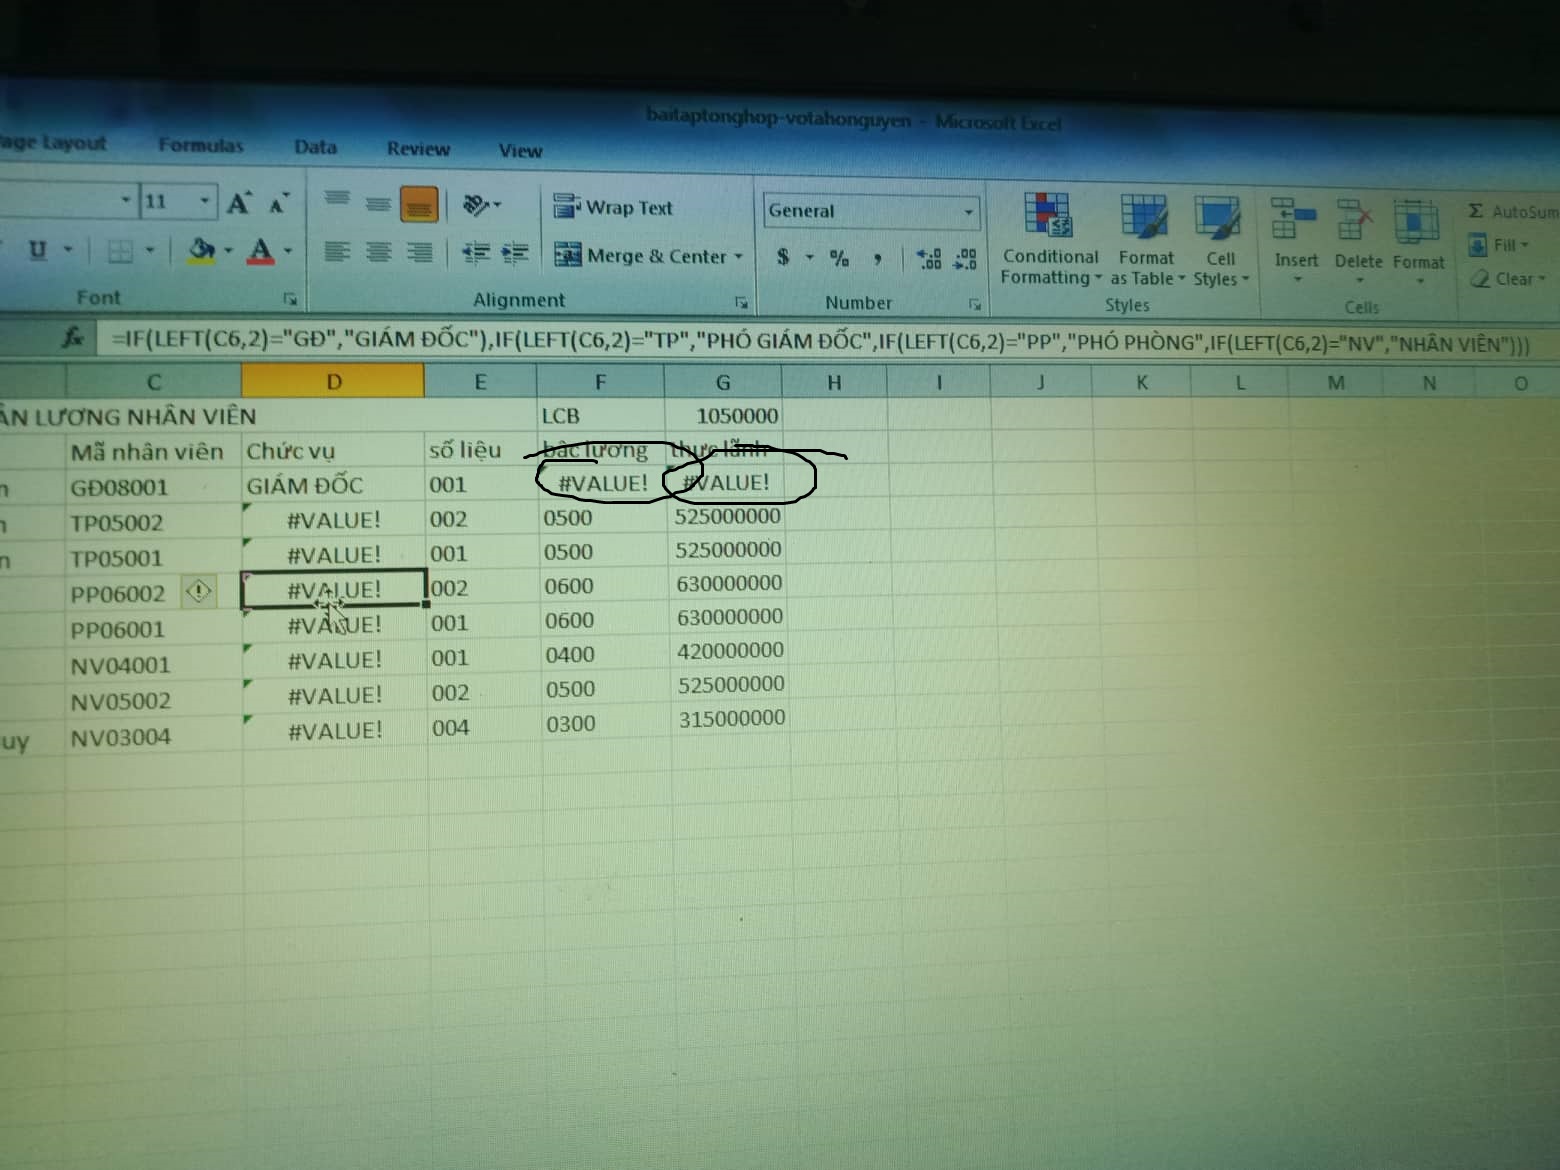 baitaptonghop-votahonguyen - Microsoft Excel
age Layout Formulas Data Review View
11 A A Wrap Text General Σ AutoSum
U A Merge & Center $ % , .00 .00 Conditional Formatting Format as Table Cell Styles Insert Delete Format Fill
Clear
Font Alignment Number Styles Cells
fx =IF(LEFT(C6,2)="GĐ","GIÁM ĐỐC"),IF(LEFT(C6,2)="TP","PHÓ GIÁM ĐỐC",IF(LEFT(C6,2)="PP","PHÓ PHÒNG",IF(LEFT(C6,2)="NV","NHÂN VIÊN")))
C D E F G H I J K L M N O
ÂN LƯƠNG NHÂN VIÊN LCB 1050000
Mã nhân viên Chức vụ số liệu bậc lương thực lãnh
n GĐ08001 GIÁM ĐỐC 001 #VALUE! #VALUE!
n TP05002 #VALUE! 002 0500 525000000
n TP05001 #VALUE! 001 0500 525000000
PP06002 #VALUE! 002 0600 630000000
PP06001 #VALUE! 001 0600 630000000
NV04001 #VALUE! 001 0400 420000000
NV05002 #VALUE! 002 0500 525000000
uy NV03004 #VALUE! 004 0300 315000000